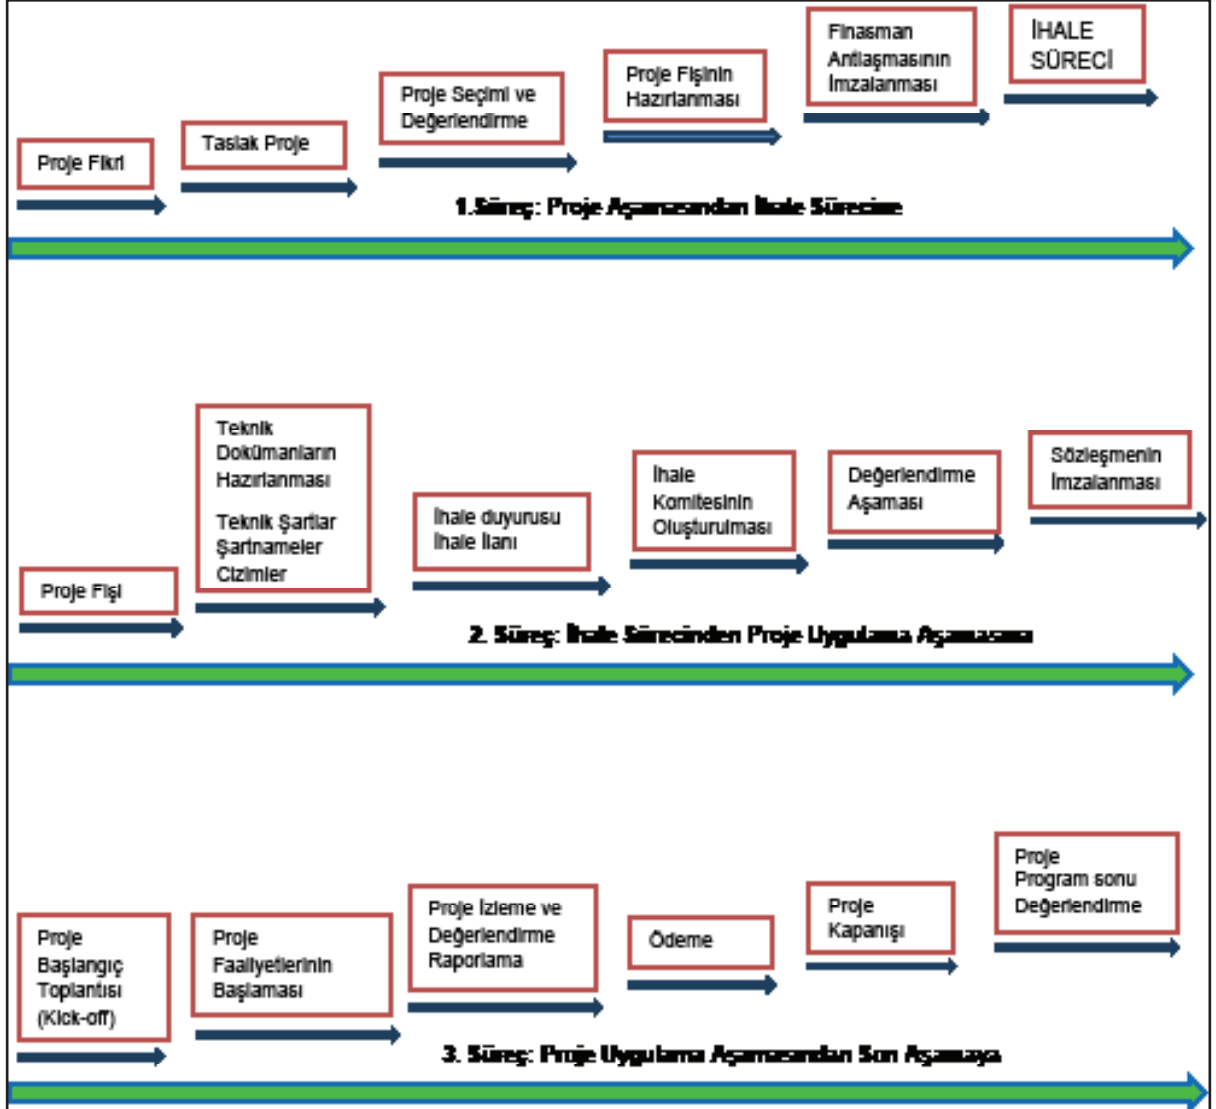 Proje Fikri
Taslak Proje
Proje Seçimi ve
Değerlendirme
Proje Fişinin
Hazırlanması
Finasman
Antlaşmasının
İmzalanması
İHALE
SÜRECİ
1.Süreç: Proje Aşamasından İhale Sürecine
Proje Fişi
Teknik
Dokümanların
Hazırlanması
Teknik Şartlar
Şartnameler
Cizimler
İhale duyurusu
İhale İlanı
İhale
Komitesinin
Oluşturulması
Değerlendirme
Aşaması
Sözleşmenin
İmzalanması
2. Süreç: İhale Sürecinden Proje Uygulama Aşamasına
Proje
Başlangıç
Toplantısı
(Kick-off)
Proje
Faaliyetlerinin
Başlaması
Proje İzleme ve
Değerlendirme
Raporlama
Ödeme
Proje
Kapanışı
Proje
Program sonu
Değerlendirme
3. Süreç: Proje Uygulama Aşamasından Son Aşamaya